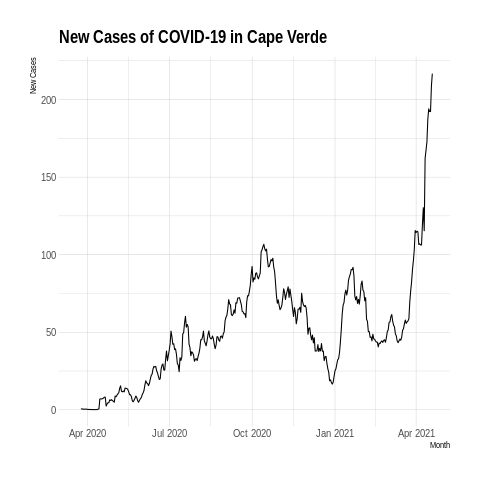 New Cases of COVID-19 in Cape Verde
New Cases
200
150
100
50
0
Apr 2020 Jul 2020 Oct 2020 Jan 2021 Apr 2021
Month